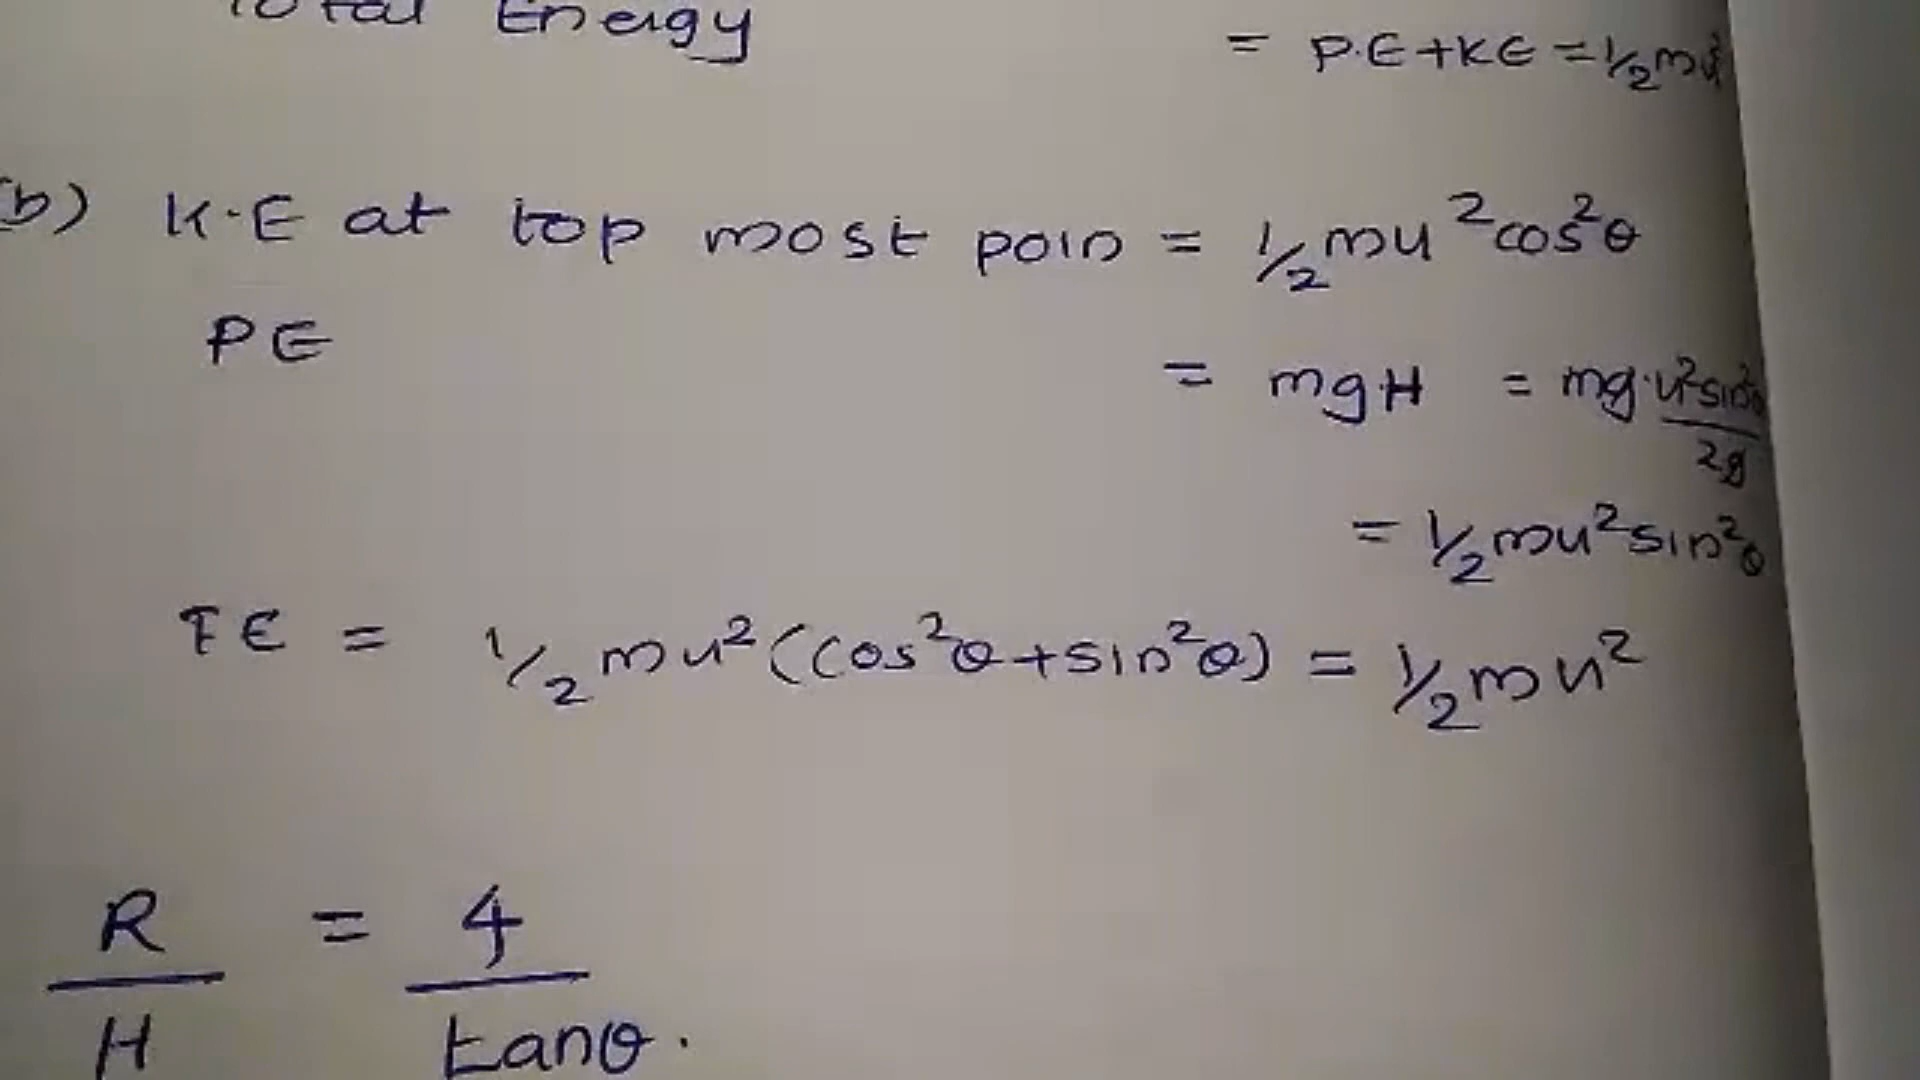 Total Energy = P.E+KE = 1/2mu²
(b) K.E at top most poin = 1/2mu²cos²θ
PE = mgH = mg.u²sin²θ/2g
= 1/2mu²sin²θ
TE = 1/2mu²(cos²θ+sin²θ) = 1/2mu²
R/H = 4/tanθ.